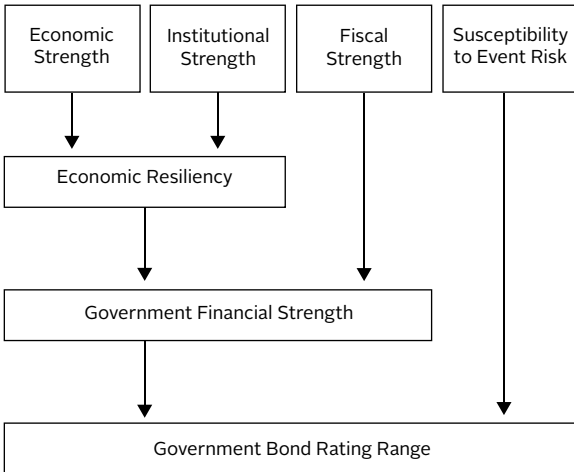 Economic
Strength
Institutional
Strength
Fiscal
Strength
Susceptibility
to Event Risk
Economic Resiliency
Government Financial Strength
Government Bond Rating Range